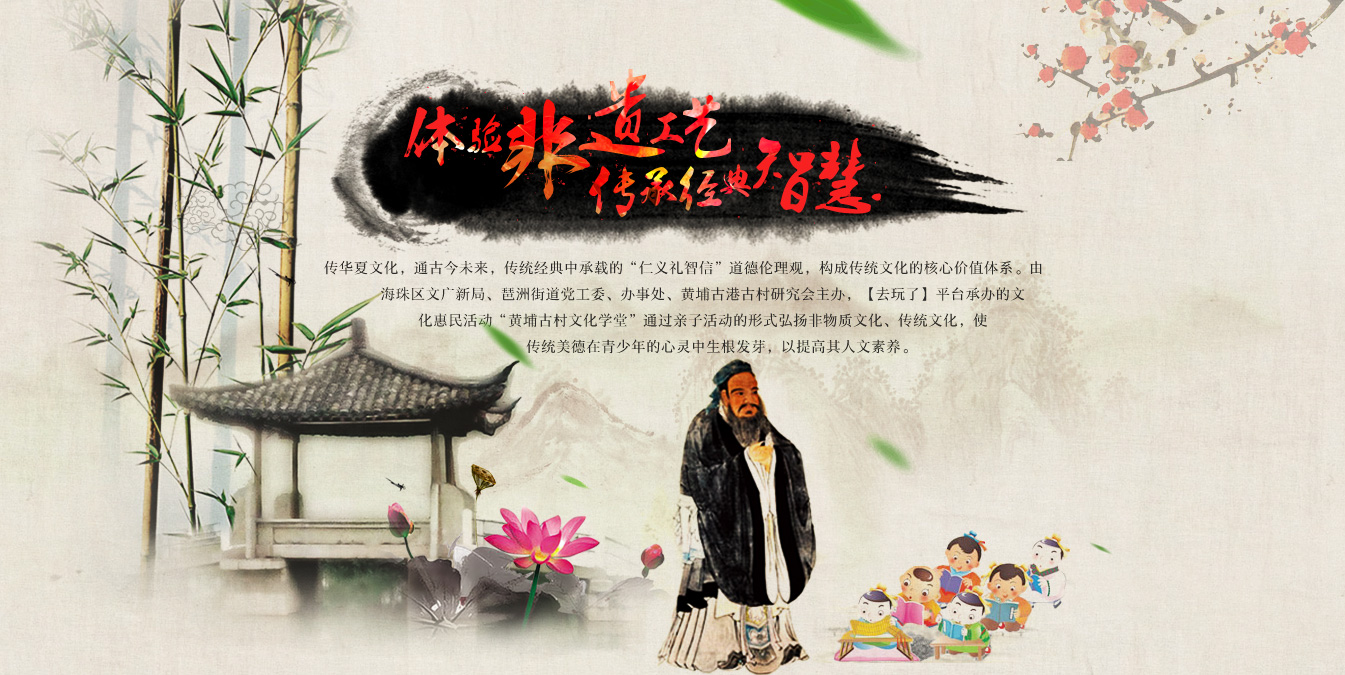 体验非遗工艺
传承经典智慧
传华夏文化，通古今未来，传统经典中承载的“仁义礼智信”道德伦理观，构成传统文化的核心价值体系。由
海珠区文广新局、琶洲街道党工委、办事处、黄埔古港古村研究会主办，【去玩了】平台承办的文
化惠民活动“黄埔古村文化学堂”通过亲子活动的形式弘扬非物质文化、传统文化，使
传统美德在青少年的心灵中生根发芽，以提高其人文素养。